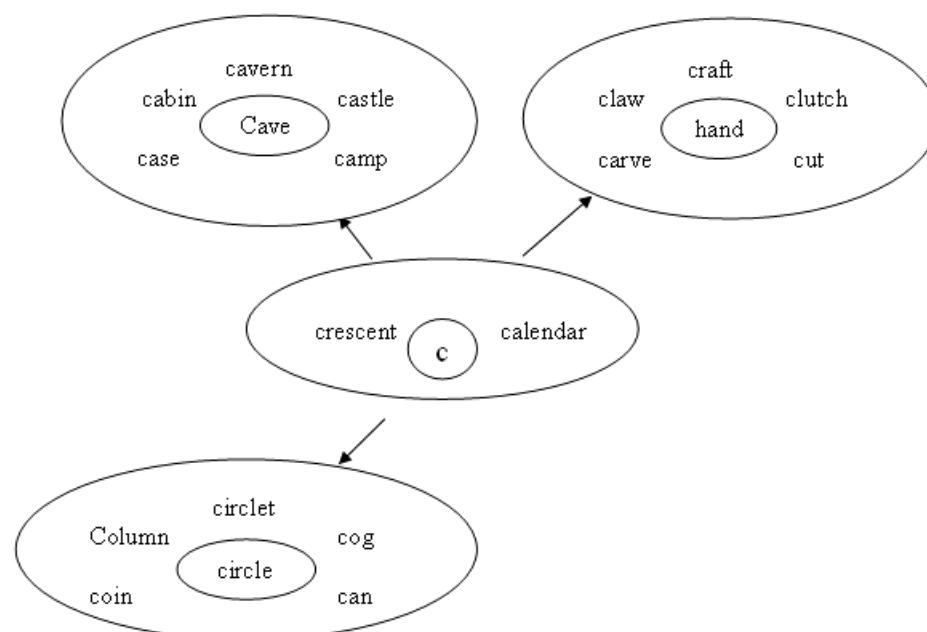 cavern
cabin
castle
Cave
case
camp
craft
claw
clutch
hand
carve
cut
crescent
c
calendar
circlet
Column
cog
circle
coin
can